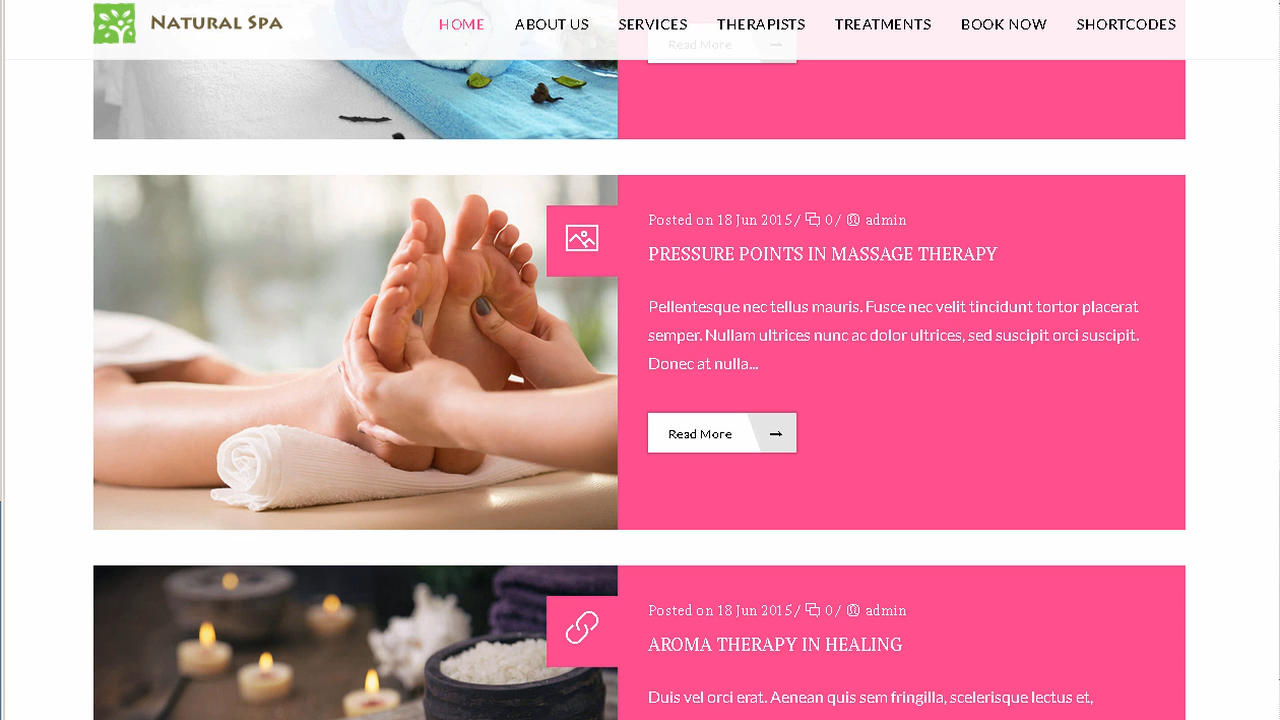 NATURAL SPA
HOME ABOUT US SERVICES THERAPISTS TREATMENTS BOOK NOW SHORTCODES
Read More
Posted on 18 Jun 2015 / 0 / admin
PRESSURE POINTS IN MASSAGE THERAPY
Pellentesque nec tellus mauris. Fusce nec velit tincidunt tortor placerat
semper. Nullam ultrices nunc ac dolor ultrices, sed suscipit orci suscipit.
Donec at nulla...
Read More
Posted on 18 Jun 2015 / 0 / admin
AROMA THERAPY IN HEALING
Duis vel orci erat. Aenean quis sem fringilla, scelerisque lectus et,